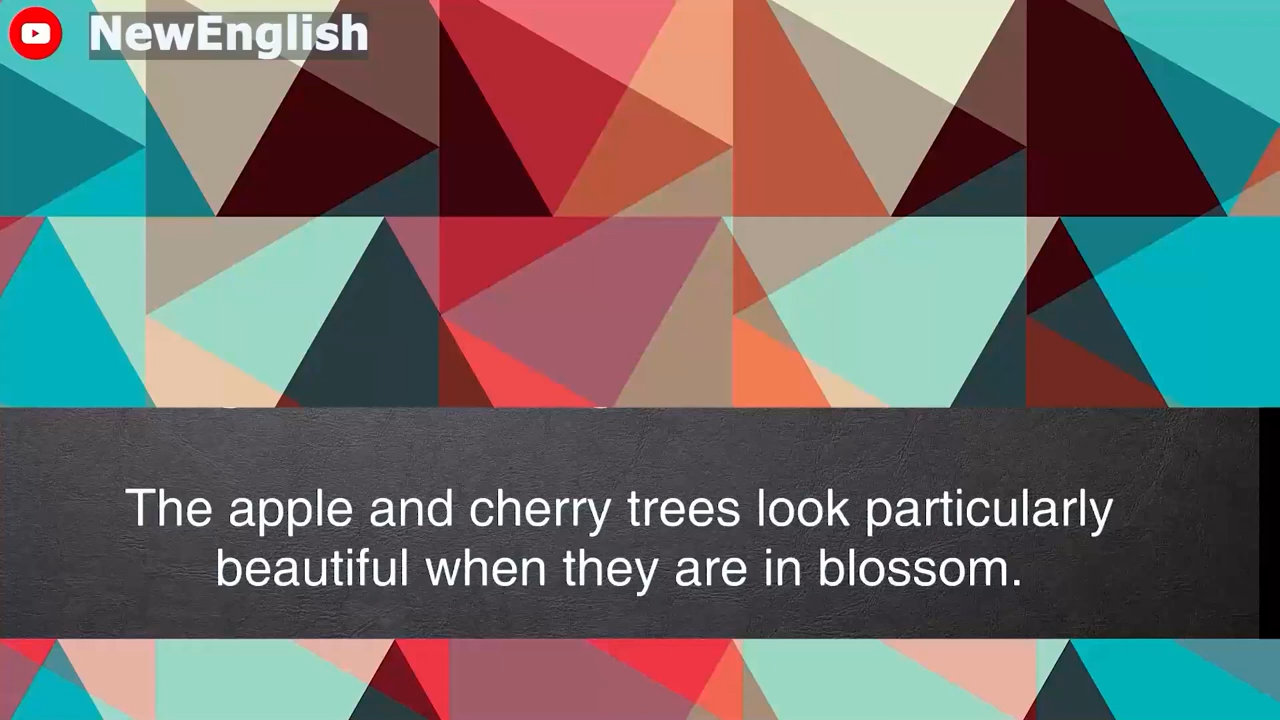 NewEnglish
The apple and cherry trees look particularly
beautiful when they are in blossom.